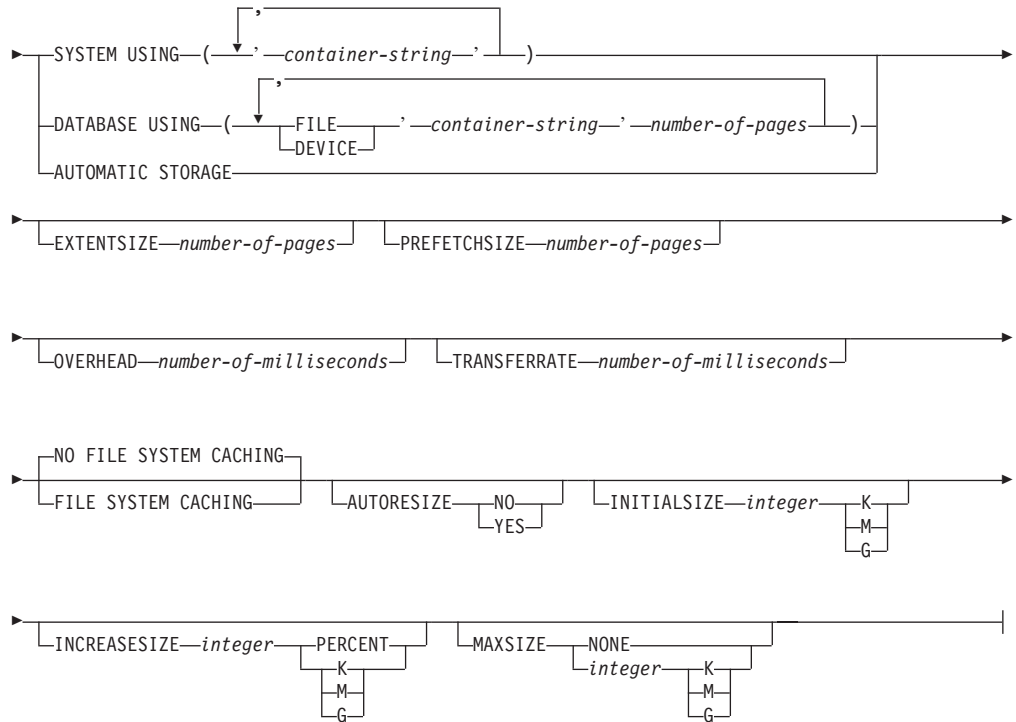 ,
SYSTEM USING ( ' container-string ' )
,
DATABASE USING ( FILE ' container-string ' number-of-pages )
DEVICE
AUTOMATIC STORAGE
EXTENTSIZE number-of-pages PREFETCHSIZE number-of-pages
OVERHEAD number-of-milliseconds TRANSFERRATE number-of-milliseconds
NO FILE SYSTEM CACHING
FILE SYSTEM CACHING AUTORESIZE NO INITIALSIZE integer K
YES M
G
INCREASESIZE integer PERCENT MAXSIZE NONE
K integer K
M M
G G